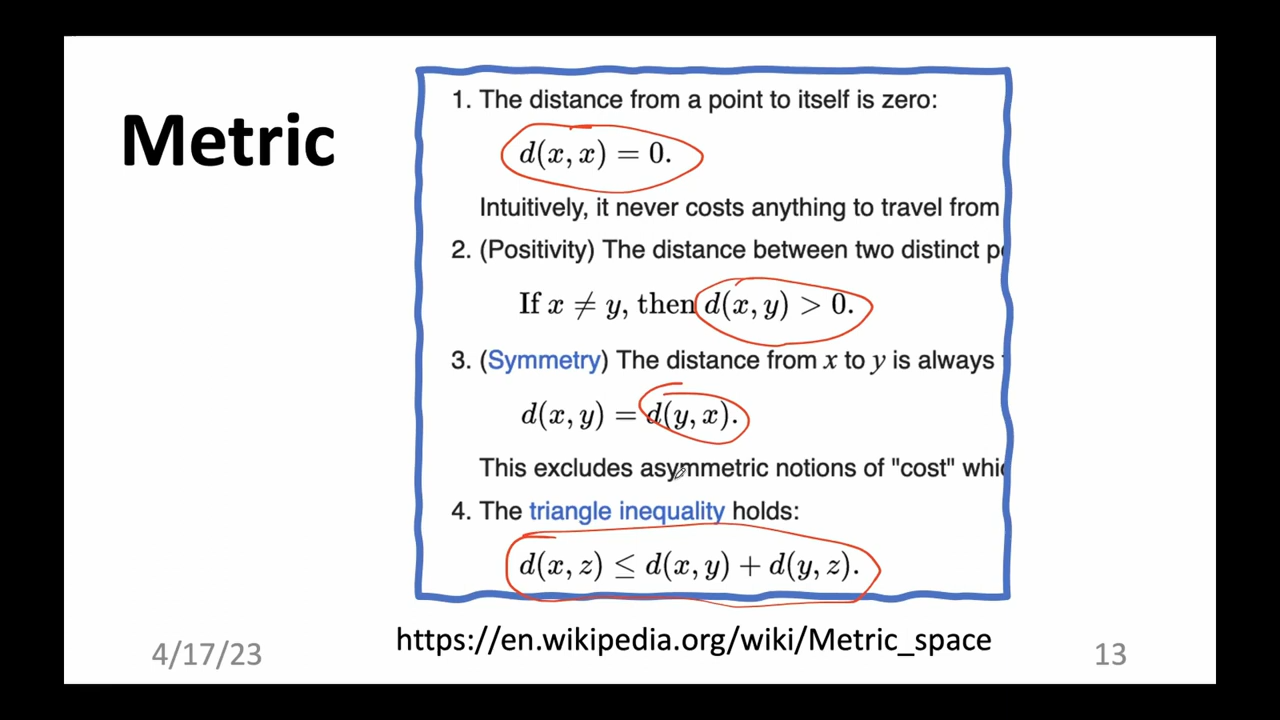 Metric
1. The distance from a point to itself is zero:
d(x, x) = 0.
Intuitively, it never costs anything to travel from
2. (Positivity) The distance between two distinct
If x ≠ y, then d(x, y) > 0.
3. (Symmetry) The distance from x to y is always
d(x, y) = d(y, x).
This excludes asymmetric notions of "cost"
4. The triangle inequality holds:
d(x, z) ≤ d(x, y) + d(y, z).
https://en.wikipedia.org/wiki/Metric_space
4/17/23
13